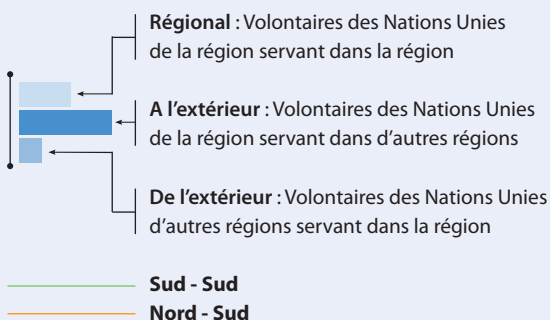 Régional : Volontaires des Nations Unies
de la région servant dans la région
A l’extérieur : Volontaires des Nations Unies
de la région servant dans d’autres régions
De l’extérieur : Volontaires des Nations Unies
d’autres régions servant dans la région
Sud - Sud
Nord - Sud